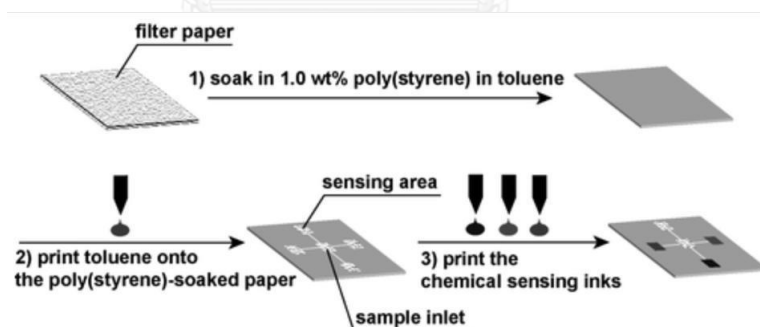 filter paper
1) soak in 1.0 wt% poly(styrene) in toluene
sensing area
2) print toluene onto
the poly(styrene)-soaked paper
3) print the
chemical sensing inks
sample inlet